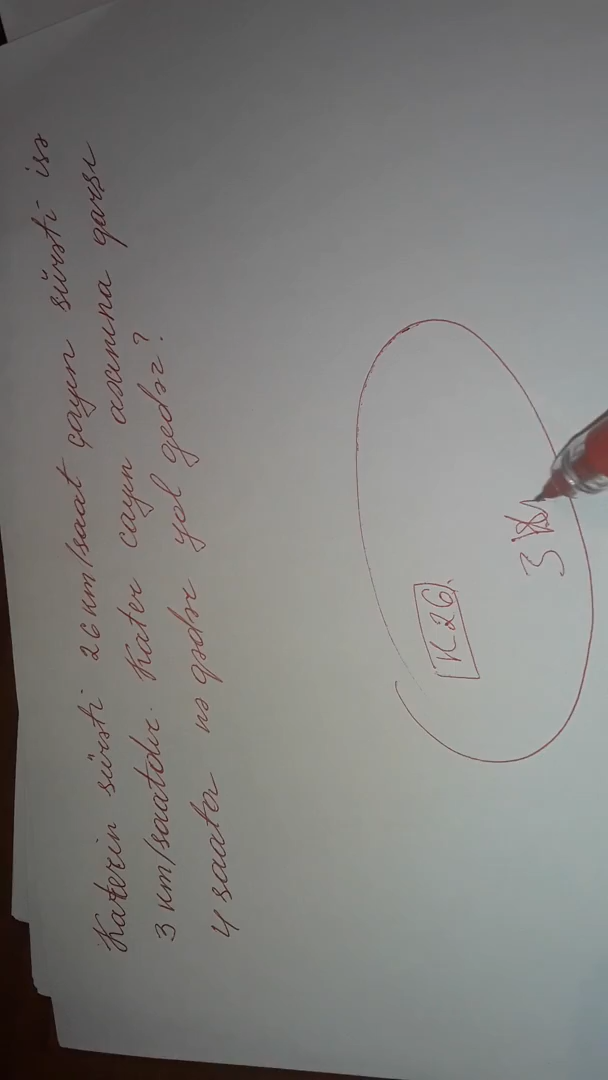 Katerin sürəti 26 km/saat çayın sürəti isə
3 km/saatdır. Kater çayın axınına qarşı
4 saata nə qədər yol gedər?
K 26
3